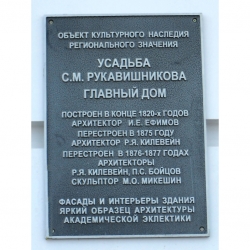 ОБЪЕКТ КУЛЬТУРНОГО НАСЛЕДИЯ
РЕГИОНАЛЬНОГО ЗНАЧЕНИЯ
УСАДЬБА
С.М. РУКАВИШНИКОВА
ГЛАВНЫЙ ДОМ
ПОСТРОЕН В КОНЦЕ 1820-х ГОДОВ
АРХИТЕКТОР И.Е. ЕФИМОВ
ПЕРЕСТРОЕН В 1875 ГОДУ
АРХИТЕКТОР Р.Я. КИЛЕВЕЙН
ПЕРЕСТРОЕН В 1876-1877 ГОДАХ
АРХИТЕКТОРЫ
Р.Я. КИЛЕВЕЙН, П.С. БОЙЦОВ
СКУЛЬПТОР М.О. МИКЕШИН
ФАСАДЫ И ИНТЕРЬЕРЫ ЗДАНИЯ
ЯРКИЙ ОБРАЗЕЦ АРХИТЕКТУРЫ
АКАДЕМИЧЕСКОЙ ЭКЛЕКТИКИ